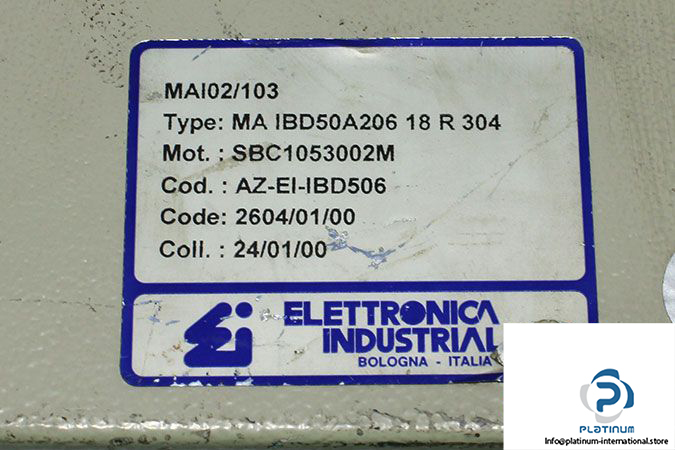 MAI02/103
Type: MA IBD50A206 18 R 304
Mot. : SBC1053002M
Cod. : AZ-EI-IBD506
Code: 2604/01/00
Coll. : 24/01/00
Ei ELETTRONICA
INDUSTRIAL
BOLOGNA - ITALIA
PLATINUM
info@platinum-international.store